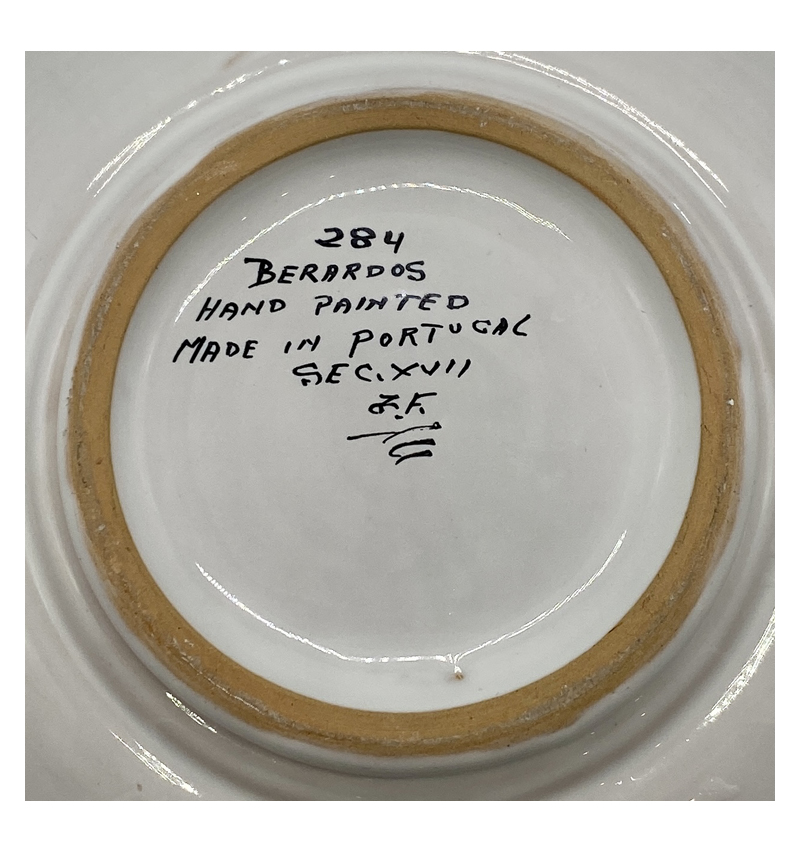 284
BERARDOS
HAND PAINTED
MADE IN PORTUGAL
SEC. XVII
J.F.